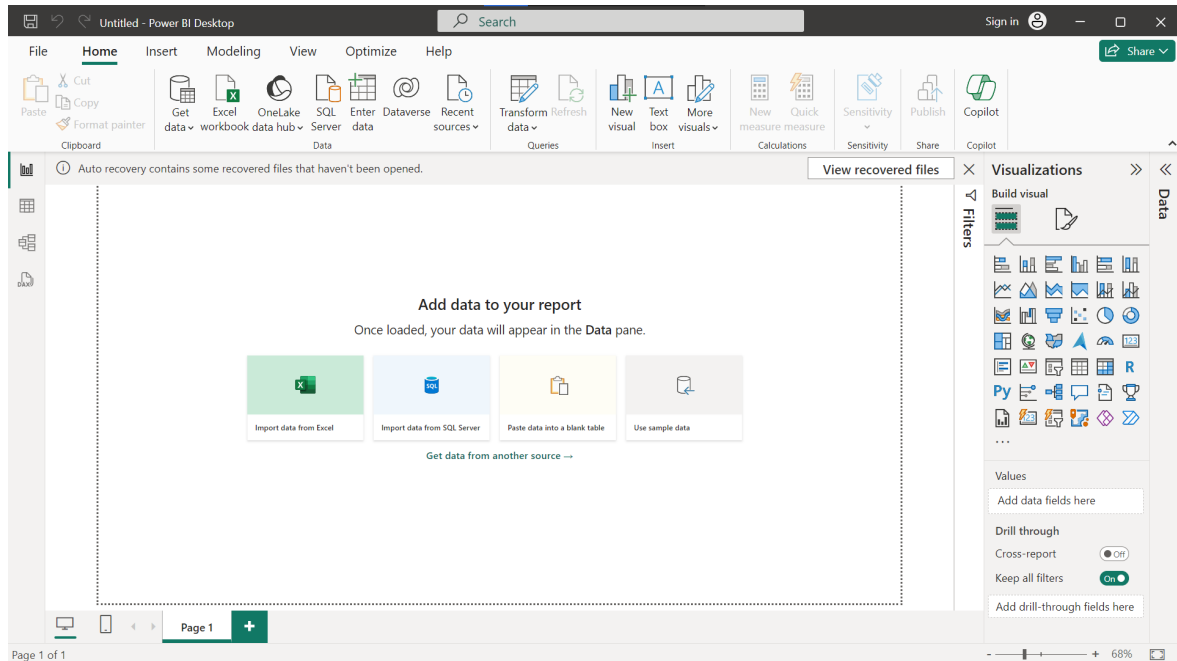 Untitled - Power BI Desktop
Search
Sign in
File Home Insert Modeling View Optimize Help
Share
Paste
Cut
Copy
Format painter
Clipboard
Get data
Excel workbook
OneLake data hub
SQL Server
Enter data
Dataverse
Recent sources
Data
Transform data
Refresh
Queries
New visual
Text box
More visuals
Insert
New measure
Quick measure
Calculations
Sensitivity
Sensitivity
Publish
Share
Copilot
Copilot
Auto recovery contains some recovered files that haven't been opened.
View recovered files
DAX
Add data to your report
Once loaded, your data will appear in the Data pane.
SQL
Import data from Excel
Import data from SQL Server
Paste data into a blank table
Use sample data
Get data from another source →
Filters
Visualizations
Build visual
123
R
Py
123
...
Values
Add data fields here
Drill through
Cross-report
Off
Keep all filters
On
Add drill-through fields here
Data
Page 1
+
Page 1 of 1
- + 68%